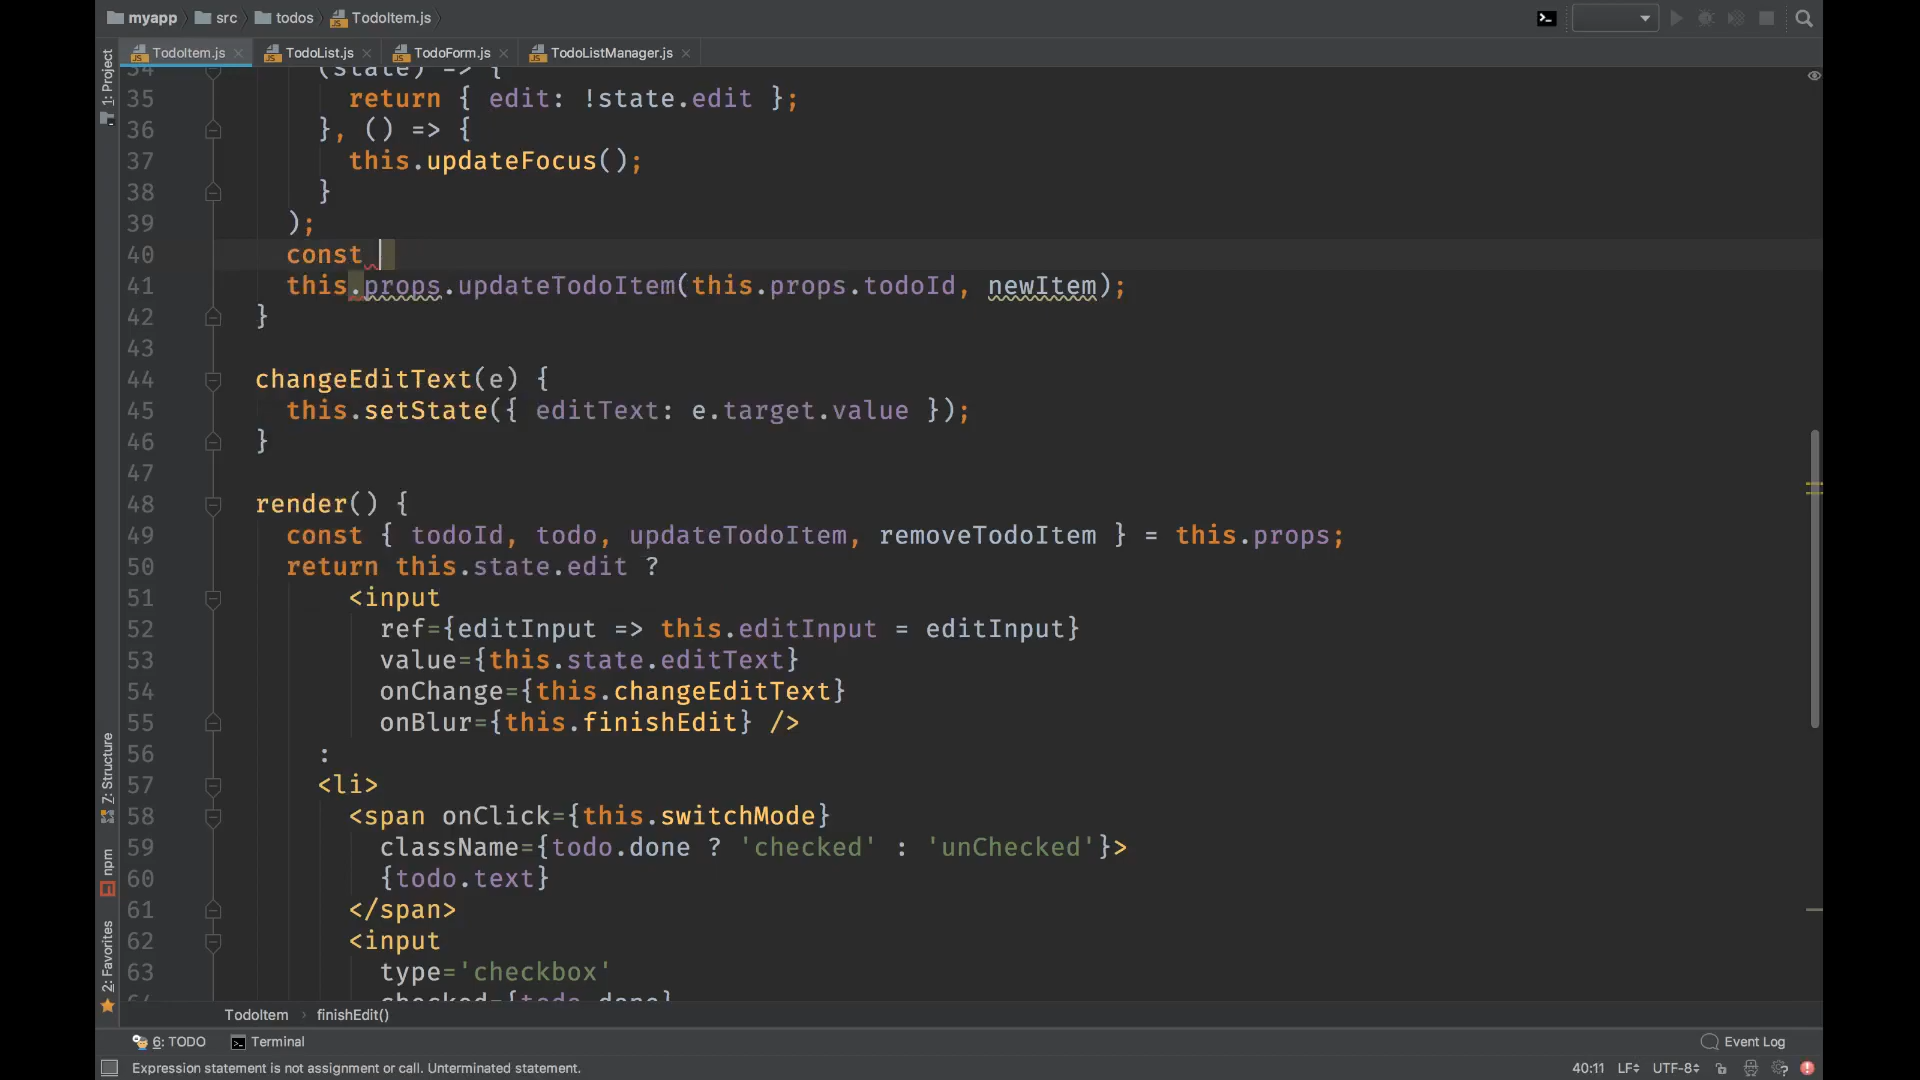 myapp src todos TodoItem.js
TodoItem.js TodoList.js TodoForm.js TodoListManager.js
1: Project
34 (state) => {
35 return { edit: !state.edit };
36 }, () => {
37 this.updateFocus();
38 }
39 );
40 const
41 this.props.updateTodoItem(this.props.todoId, newItem);
42 }
43
44 changeEditText(e) {
45 this.setState({ editText: e.target.value });
46 }
47
48 render() {
49 const { todoId, todo, updateTodoItem, removeTodoItem } = this.props;
50 return this.state.edit ?
51 <input
52 ref={editInput => this.editInput = editInput}
53 value={this.state.editText}
54 onChange={this.changeEditText}
55 onBlur={this.finishEdit} />
56 :
57 <li>
58 <span onClick={this.switchMode}
59 className={todo.done ? 'checked' : 'unChecked'}>
60 {todo.text}
61 </span>
62 <input
63 type='checkbox'
64 checked={todo.done}
7: Structure
npm
2: Favorites
TodoItem finishEdit()
6: TODO Terminal Event Log
Expression statement is not assignment or call. Unterminated statement. 40:11 LF UTF-8